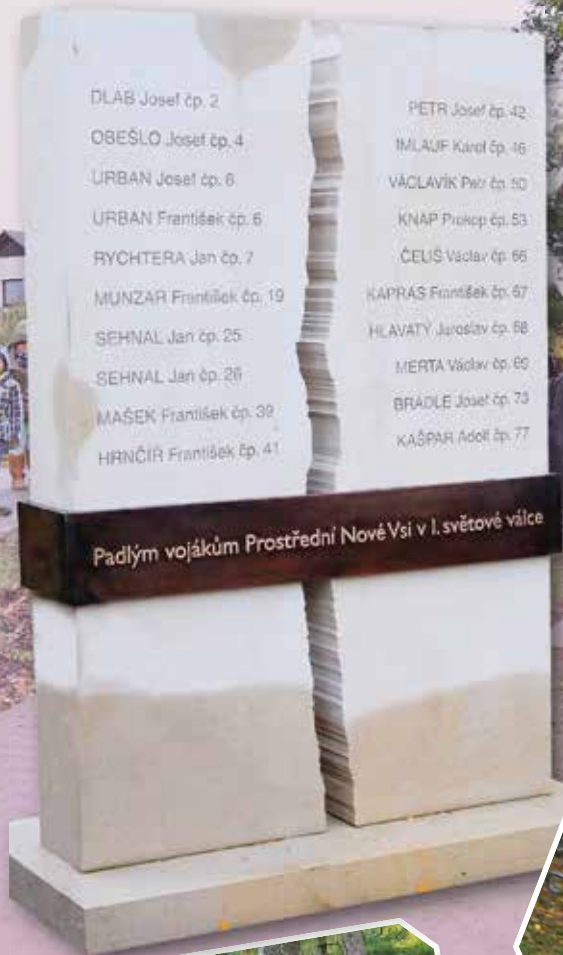 DLAB Josef čp. 2
OBEŠLO Josef čp. 4
URBAN Josef čp. 6
URBAN František čp. 6
RYCHTERA Jan čp. 7
MUNZAR František čp. 19
SEHNAL Jan čp. 25
SEHNAL Jan čp. 26
MAŠEK František čp. 39
HRNČÍŘ František čp. 41
PETR Josef čp. 42
IMLAUF Karel čp. 46
VÁCLAVÍK Petr čp. 50
KNAP Prokop čp. 53
ČELIŠ Václav čp. 66
KAPRAS František čp. 67
HLAVATÝ Jaroslav čp. 68
MERTA Václav čp. 69
BRADLE Josef čp. 73
KAŠPAR Adolf čp. 77
Padlým vojákům Prostřední Nové Vsi v I. světové válce